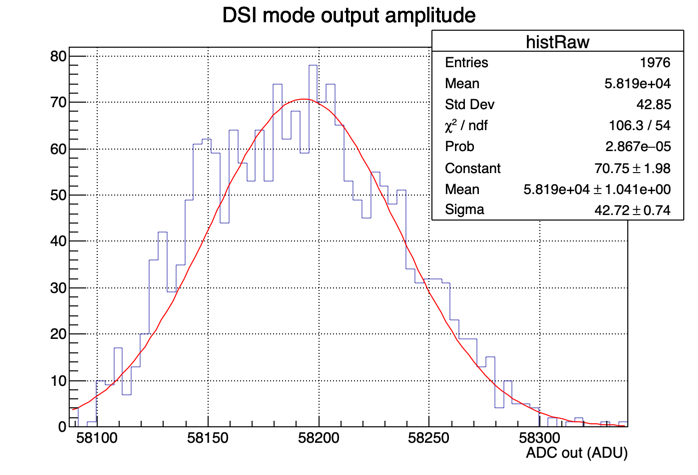 DSI mode output amplitude
histRaw
Entries 1976
Mean 5.819e+04
Std Dev 42.85
χ² / ndf 106.3 / 54
Prob 2.867e−05
Constant 70.75 ± 1.98
Mean 5.819e+04 ± 1.041e+00
Sigma 42.72 ± 0.74
80
70
60
50
40
30
20
10
0
58100 58150 58200 58250 58300
ADC out (ADU)